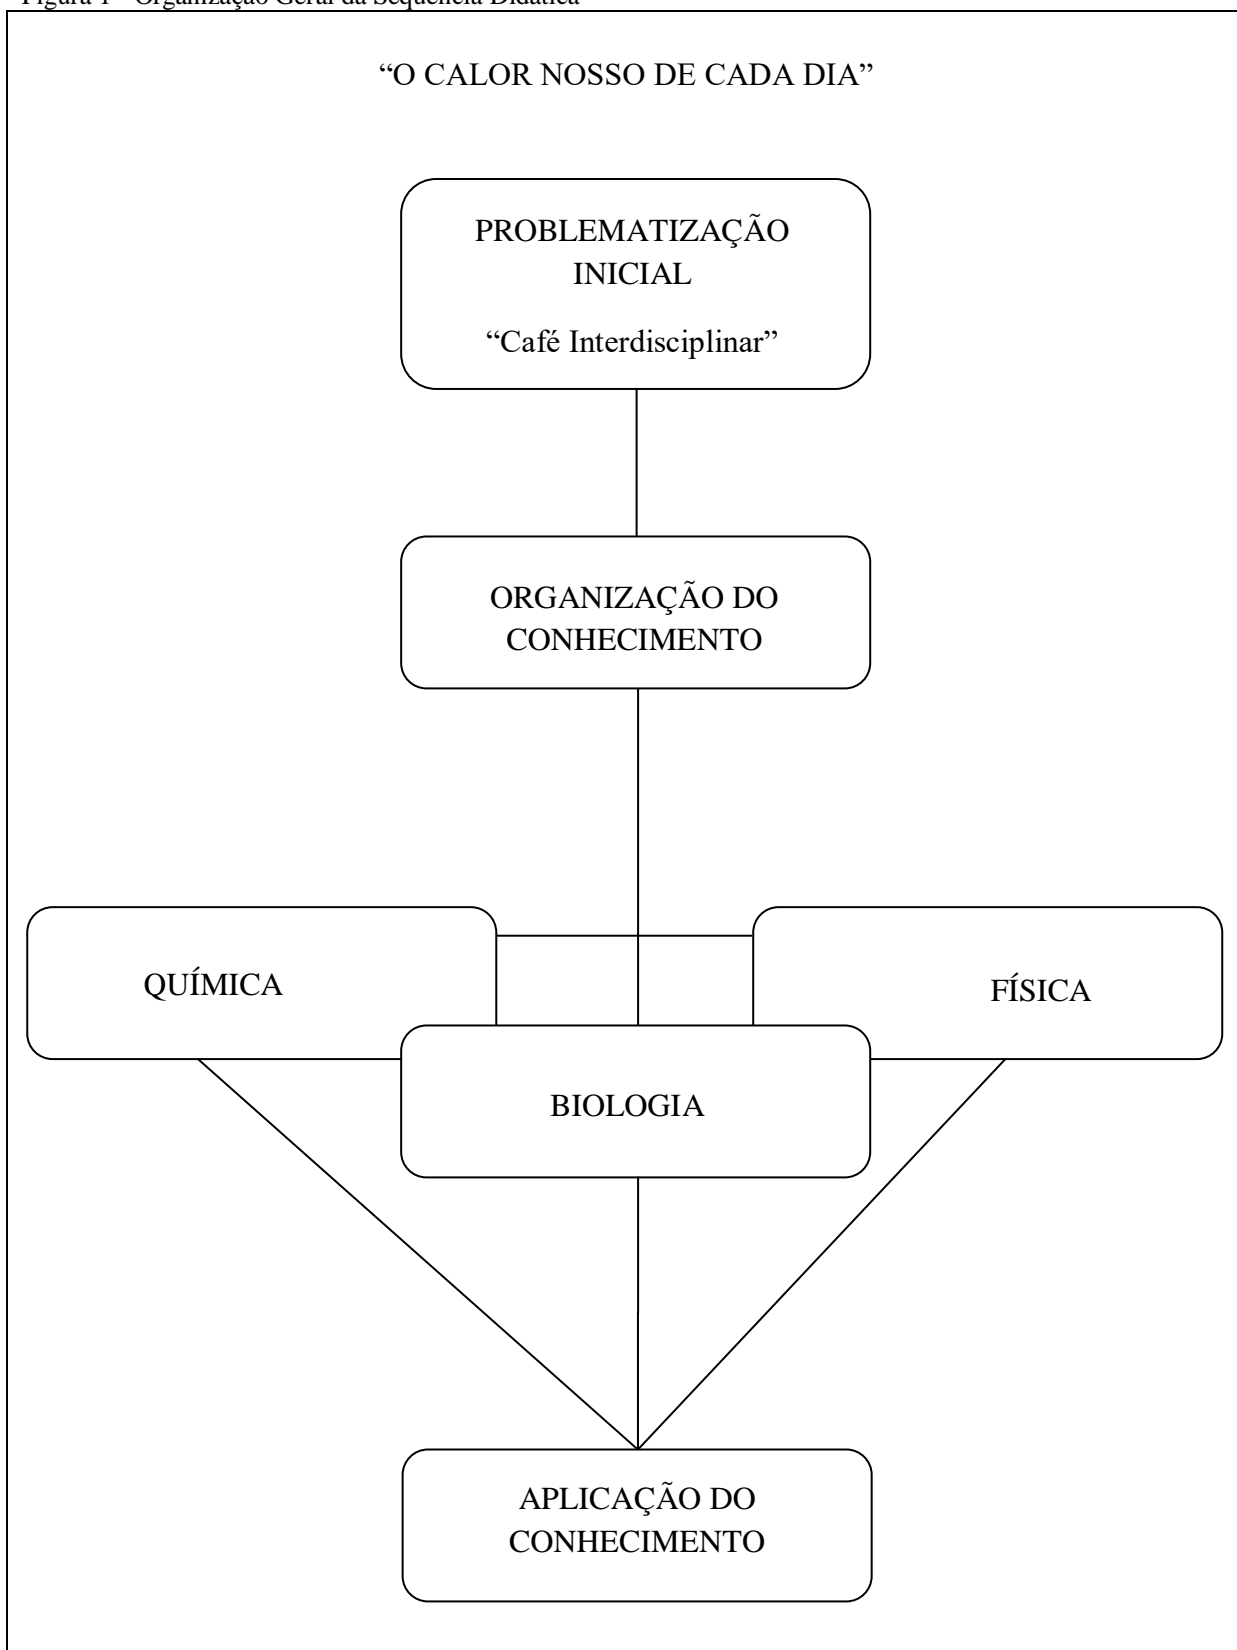 Figura 1 - Organização Geral da Sequência Didática
“O CALOR NOSSO DE CADA DIA”
PROBLEMATIZAÇÃO
INICIAL
“Café Interdisciplinar”
ORGANIZAÇÃO DO
CONHECIMENTO
QUÍMICA
FÍSICA
BIOLOGIA
APLICAÇÃO DO
CONHECIMENTO